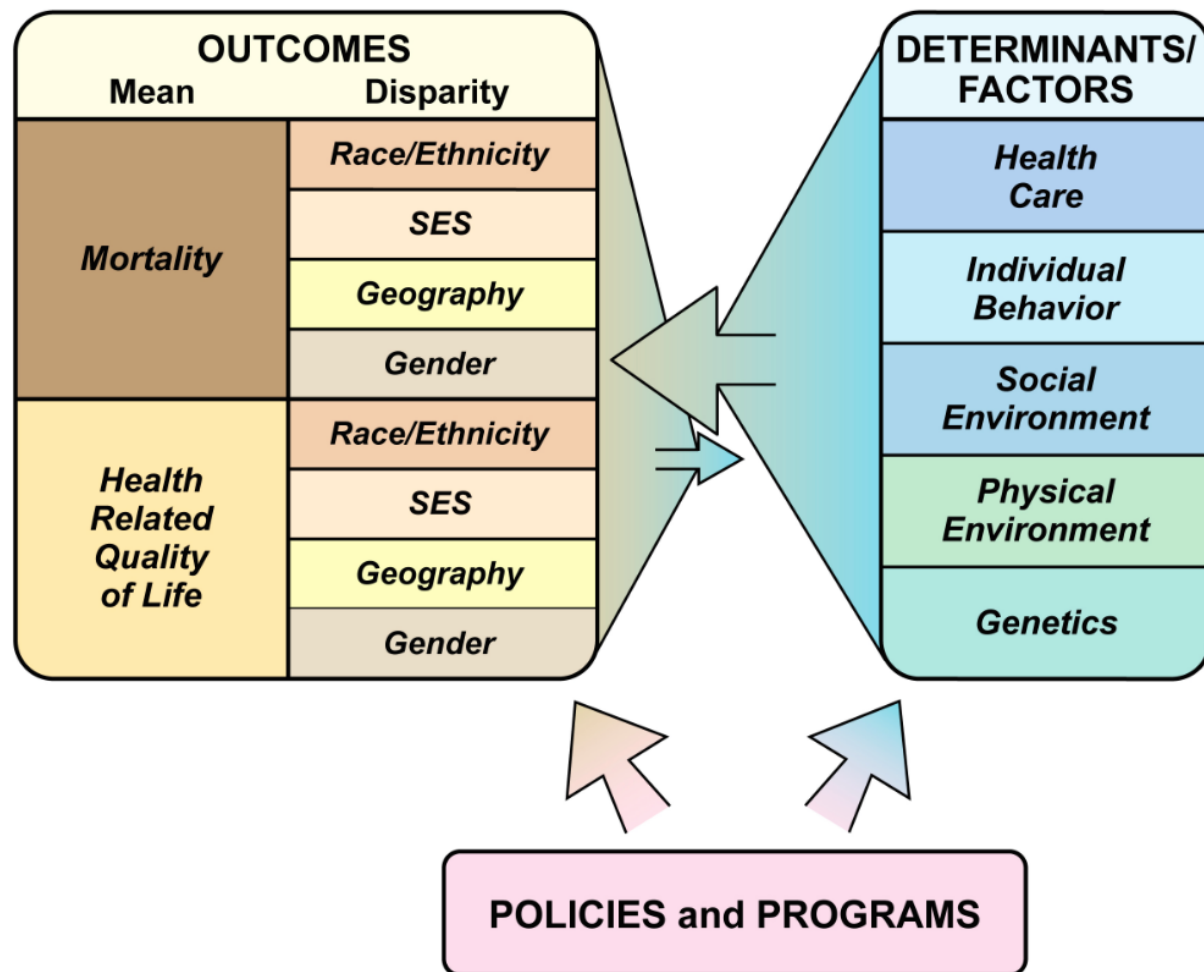 OUTCOMES
Mean Disparity
Mortality
Race/Ethnicity
SES
Geography
Gender
Health
Related
Quality
of Life
Race/Ethnicity
SES
Geography
Gender
DETERMINANTS/
FACTORS
Health
Care
Individual
Behavior
Social
Environment
Physical
Environment
Genetics
POLICIES and PROGRAMS